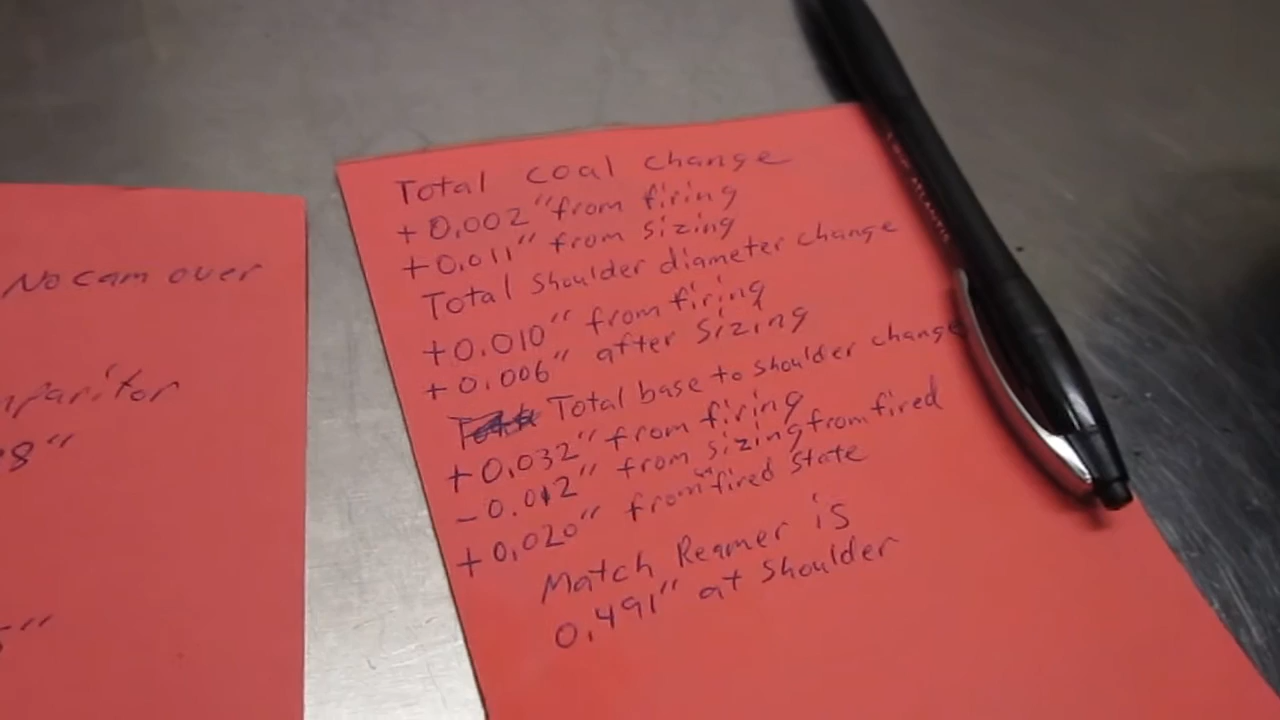 No cam over
8"
Total coal change
+0.002" from firing
+0.011" from sizing
Total shoulder diameter change
+0.010" from firing
+0.006" after sizing
Total base to shoulder change
+0.032" from firing
-0.012" from sizing from fired
+0.020" from fired state
Match Reamer is
0.491" at shoulder